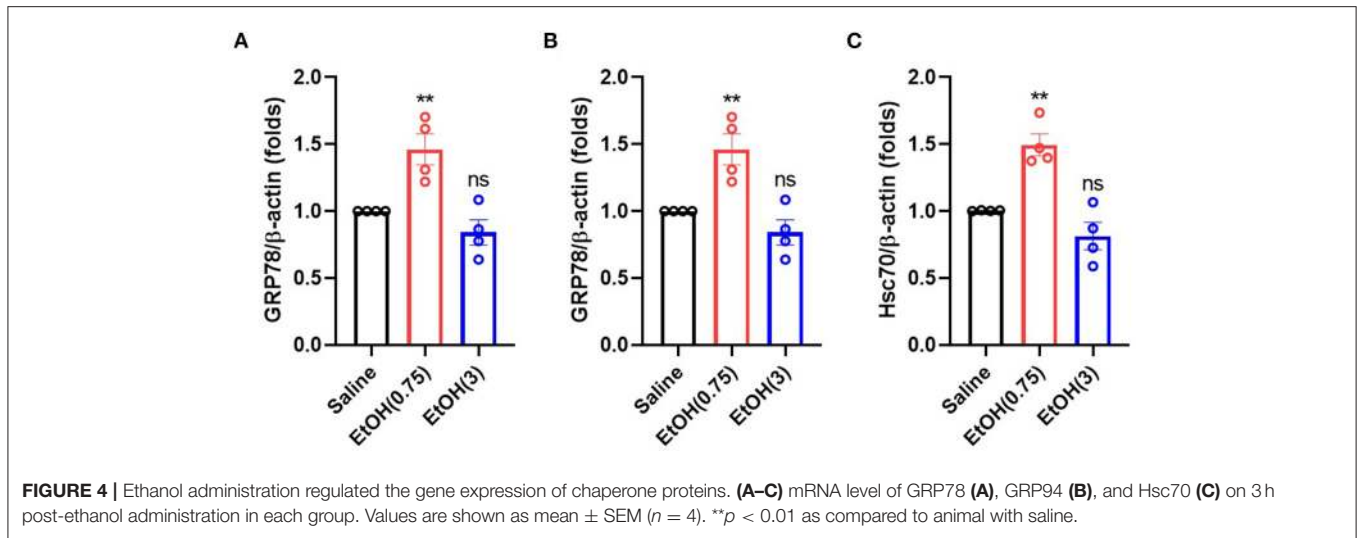 A
B
C
GRP78/β-actin (folds)
2.0
1.5
1.0
0.5
0.0
**
ns
Saline
EtOH(0.75)
EtOH(3)
GRP78/β-actin (folds)
2.0
1.5
1.0
0.5
0.0
**
ns
Saline
EtOH(0.75)
EtOH(3)
Hsc70/β-actin (folds)
2.0
1.5
1.0
0.5
0.0
**
ns
Saline
EtOH(0.75)
EtOH(3)
FIGURE 4 | Ethanol administration regulated the gene expression of chaperone proteins. (A–C) mRNA level of GRP78 (A), GRP94 (B), and Hsc70 (C) on 3 h
post-ethanol administration in each group. Values are shown as mean ± SEM (n = 4). **p < 0.01 as compared to animal with saline.